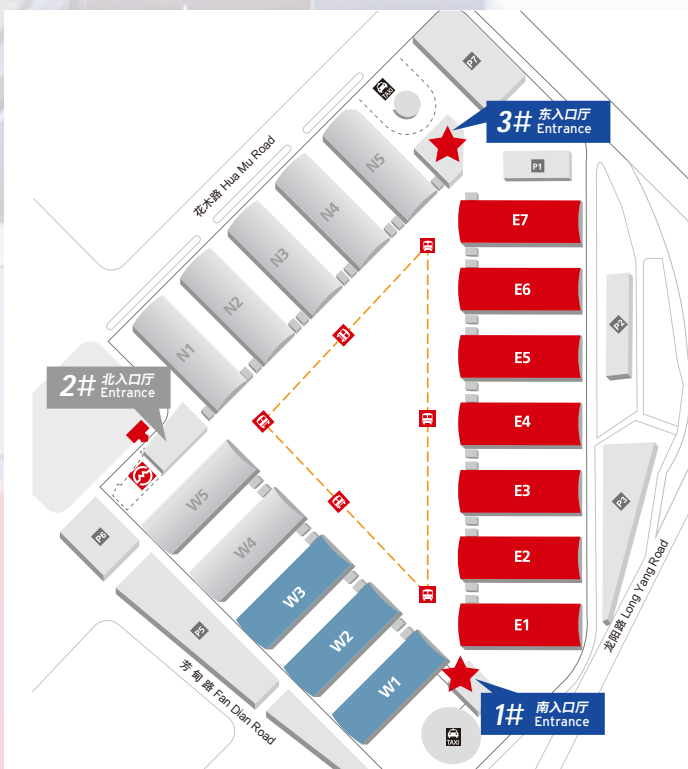 P7
TAXI
3# 东入口厅
Entrance
花木路 Hua Mu Road
N5
P1
N4
E7
N3
E6
N2
P2
N1
E5
2# 北入口厅
Entrance
E4
W5
E3
P3
W4
P6
E2
W3
龙阳路 Long Yang Road
W2
E1
P5
W1
芳甸路 Fan Dian Road
1# 南入口厅
Entrance
TAXI